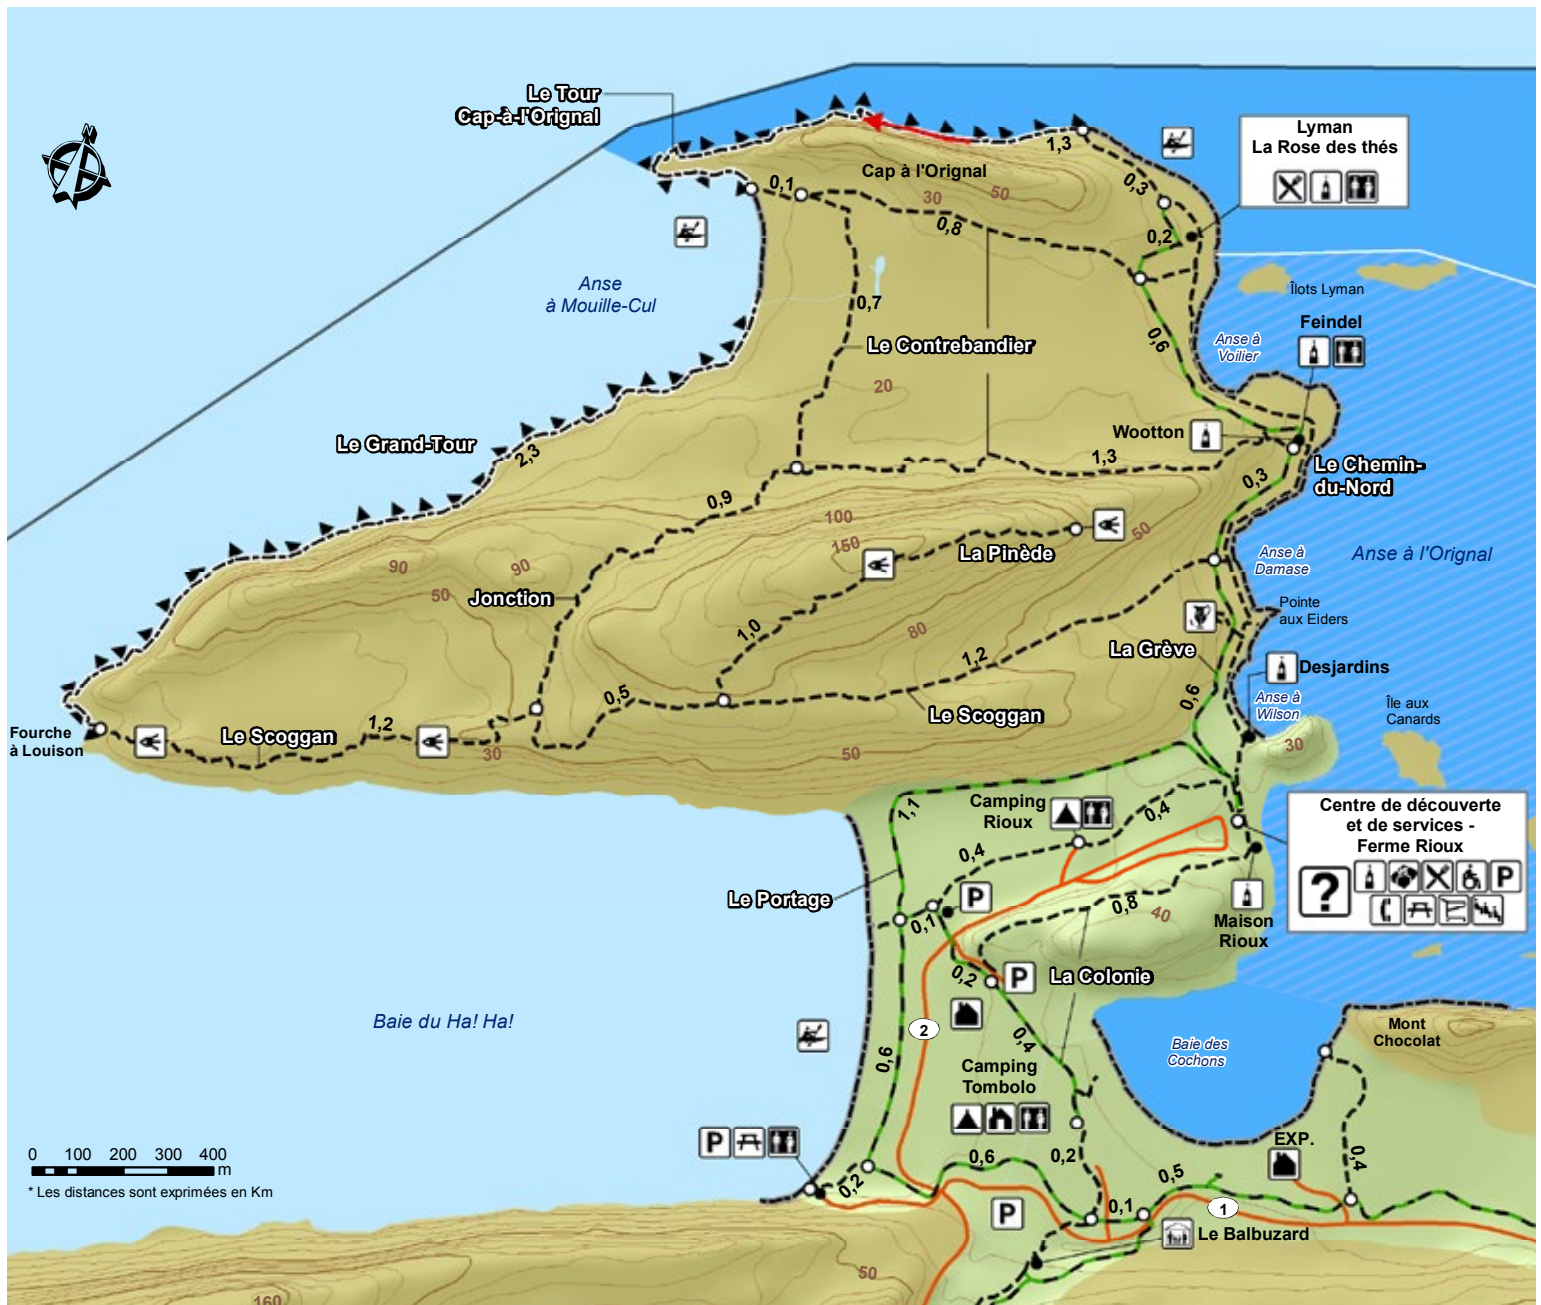 Le Tour
Cap-à-l'Orignal
Lyman
La Rose des thés
1,3
Cap à l'Orignal
0,1
0,3
30
50
0,8
0,2
Anse
à Mouille-Cul
Îlots Lyman
0,7
Feindel
Le Contrebandier
0,6
Anse à
Voilier
20
Le Grand-Tour
2,3
Wootton
1,3
Le Chemin-
du-Nord
0,3
0,9
100
150
La Pinède
50
Anse à
Damase
Anse à l'Orignal
90
90
50
Jonction
Pointe
aux Eiders
1,0
80
La Grève
1,2
Desjardins
0,5
0,6
Anse à
Wilson
Île aux
Canards
Fourche
à Louison
Le Scoggan
1,2
Le Scoggan
30
50
30
Camping
Rioux
1,1
0,4
0,4
Centre de découverte
et de services -
Ferme Rioux
? P
Le Portage
P
0,1
0,8
40
Maison
Rioux
0,2
P
La Colonie
Baie du Ha! Ha!
2
0,4
0,6
Camping
Tombolo
Baie des
Cochons
Mont
Chocolat
P
EXP.
0 100 200 300 400
m
* Les distances sont exprimées en Km
0,2
0,6
0,2
0,5
0,4
P
0,1
1
Le Balbuzard
50
160